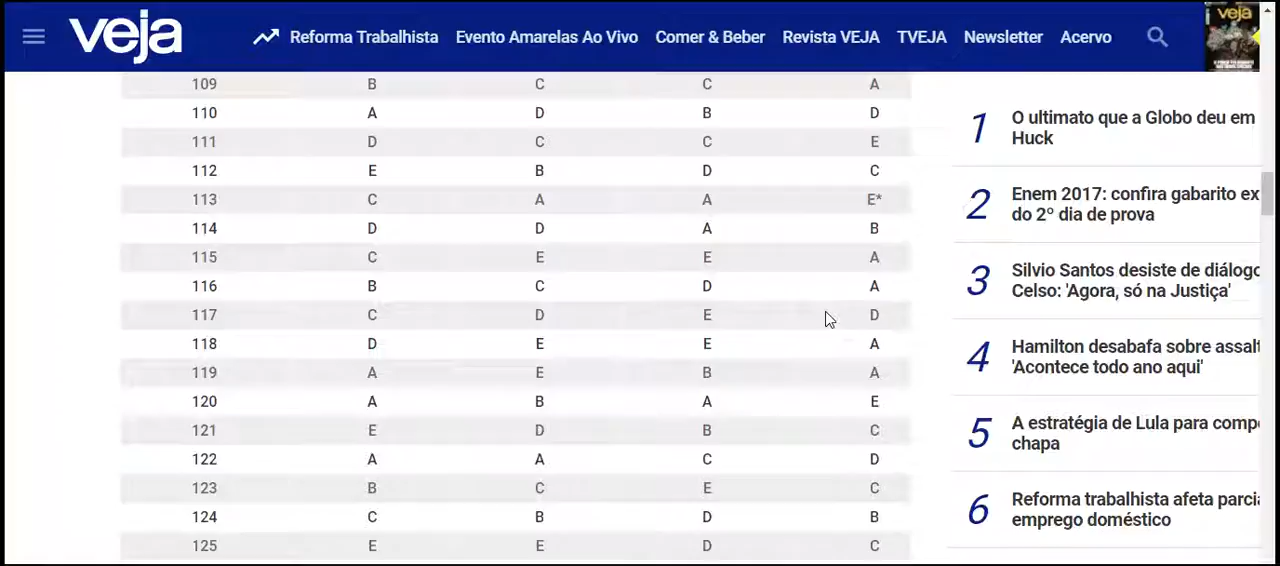 veja
Reforma Trabalhista Evento Amarelas Ao Vivo Comer & Beber Revista VEJA TVEJA Newsletter Acervo
veja
109 B C C A
110 A D B D
111 D C C E
112 E B D C
113 C A A E*
114 D D A B
115 C E E A
116 B C D A
117 C D E D
118 D E E A
119 A E B A
120 A B A E
121 E D B C
122 A A C D
123 B C E C
124 C B D B
125 E E D C
1 O ultimato que a Globo deu em
Huck
2 Enem 2017: confira gabarito ex
do 2º dia de prova
3 Silvio Santos desiste de diálogo
Celso: 'Agora, só na Justiça'
4 Hamilton desabafa sobre assalt
'Acontece todo ano aqui'
5 A estratégia de Lula para comp
chapa
6 Reforma trabalhista afeta parcia
emprego doméstico